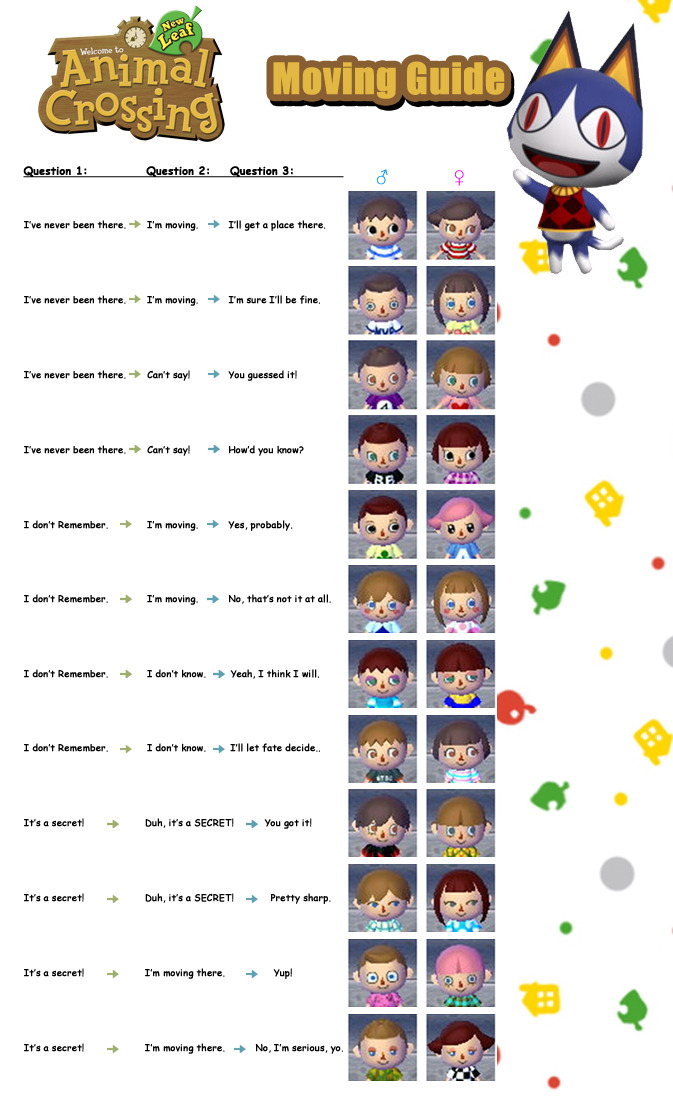 New
Leaf
Welcome to
Animal
Crossing
Moving Guide
Question 1: Question 2: Question 3:
I've never been there. I'm moving. I'll get a place there.
I've never been there. I'm moving. I'm sure I'll be fine.
I've never been there. Can't say! You guessed it!
I've never been there. Can't say! How'd you know?
I don't Remember. I'm moving. Yes, probably.
I don't Remember. I'm moving. No, that's not it at all.
I don't Remember. I don't know. Yeah, I think I will.
I don't Remember. I don't know. I'll let fate decide..
It's a secret! Duh, it's a SECRET! You got it!
It's a secret! Duh, it's a SECRET! Pretty sharp.
It's a secret! I'm moving there. Yup!
It's a secret! I'm moving there. No, I'm serious, yo.